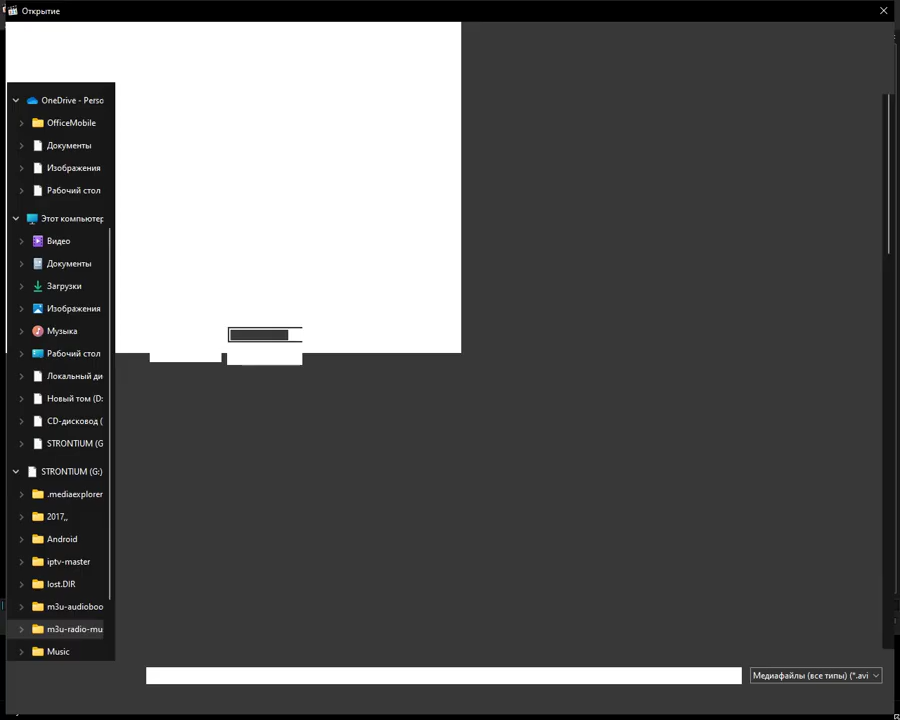 Открытие
OneDrive - Perso
OfficeMobile
Документы
Изображения
Рабочий стол
Этот компьютер
Видео
Документы
Загрузки
Изображения
Музыка
Рабочий стол
Локальный ди
Новый том (D:
CD-дисковод (
STRONTIUM (G
STRONTIUM (G:)
.mediaexplorer
2017,,
Android
iptv-master
lost.DIR
m3u-audioboo
m3u-radio-mu
Music
Медиафайлы (все типы) (*.avi